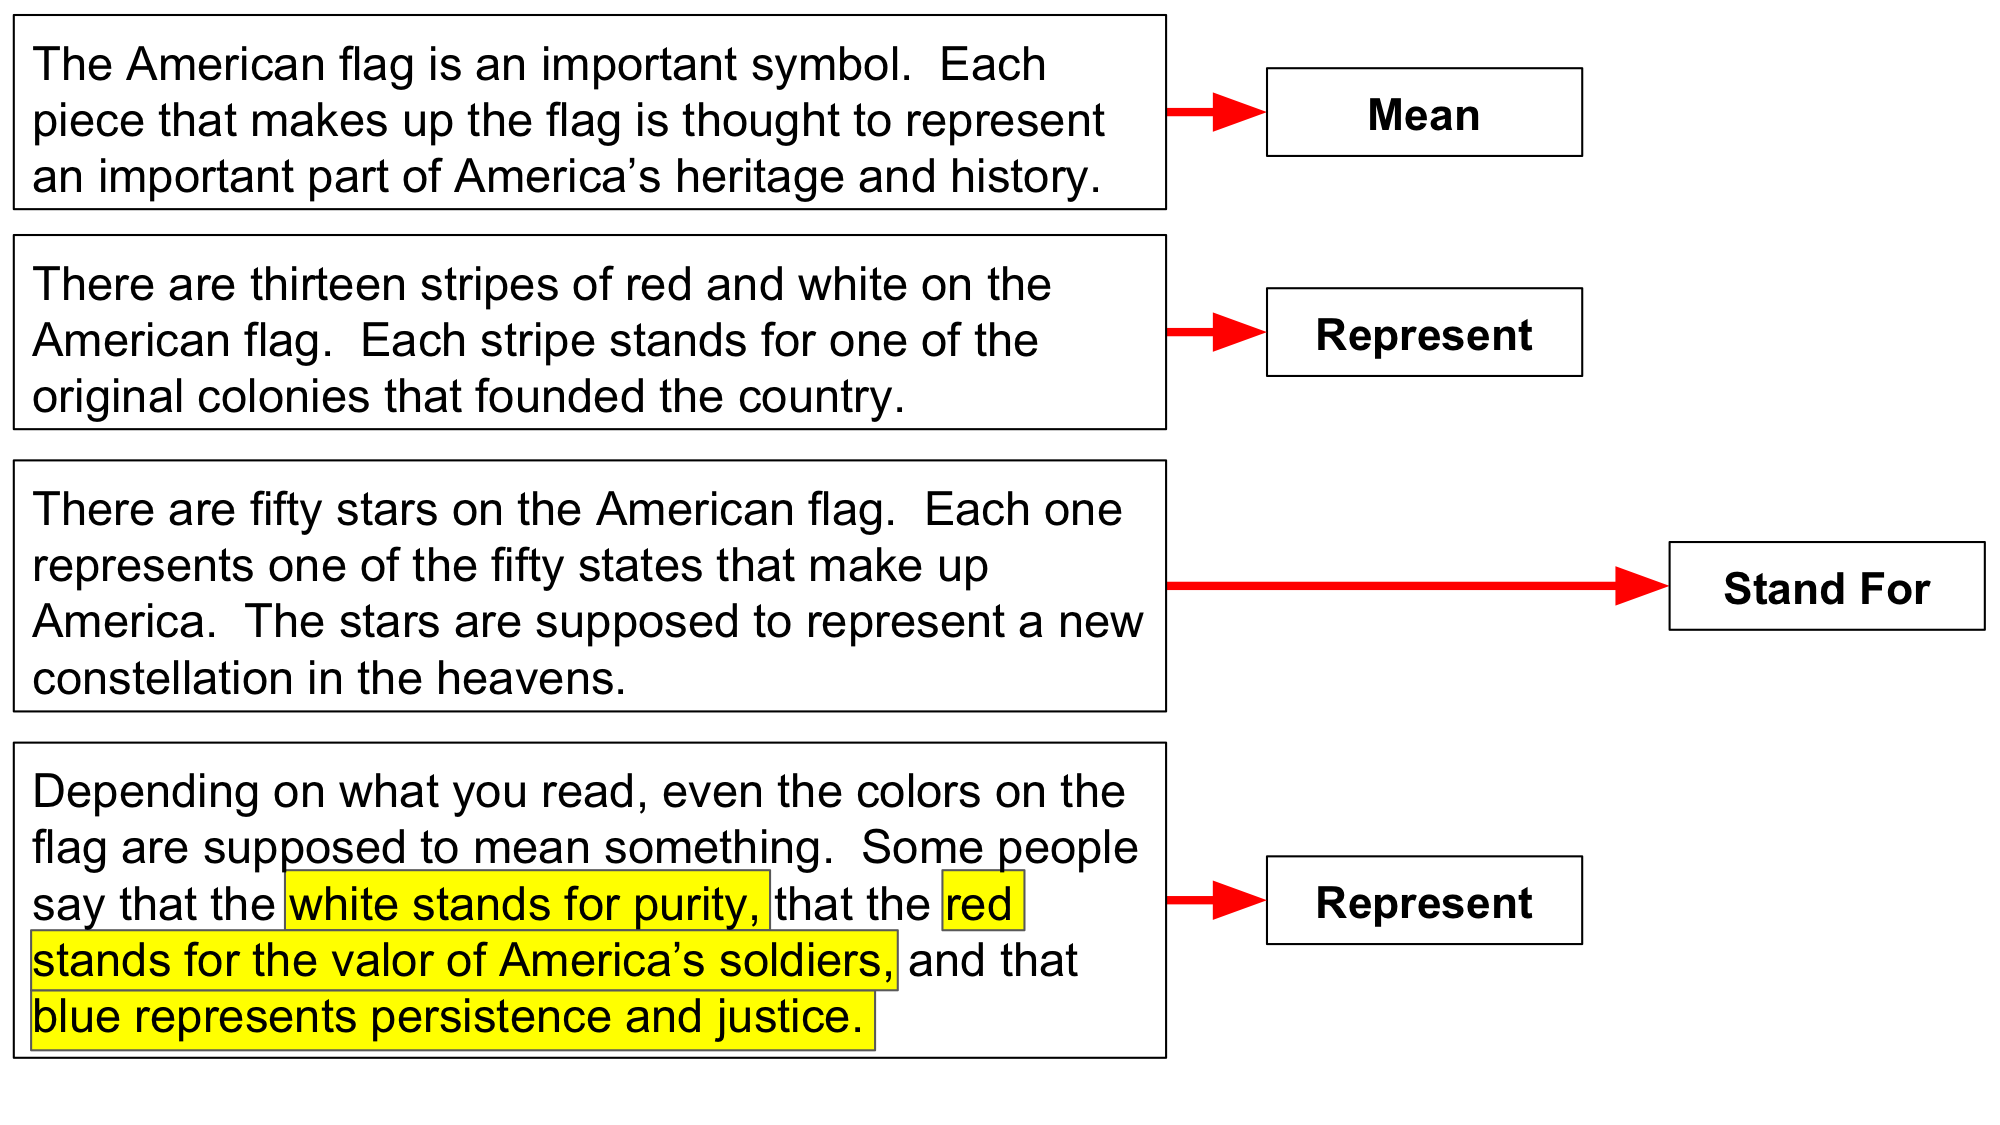 The American flag is an important symbol.  Each
piece that makes up the flag is thought to represent
an important part of America’s heritage and history.
Mean
There are thirteen stripes of red and white on the
American flag.  Each stripe stands for one of the
original colonies that founded the country.
Represent
There are fifty stars on the American flag.  Each one
represents one of the fifty states that make up
America.  The stars are supposed to represent a new
constellation in the heavens.
Stand For
Depending on what you read, even the colors on the
flag are supposed to mean something.  Some people
say that the white stands for purity, that the red
stands for the valor of America’s soldiers, and that
blue represents persistence and justice.
Represent